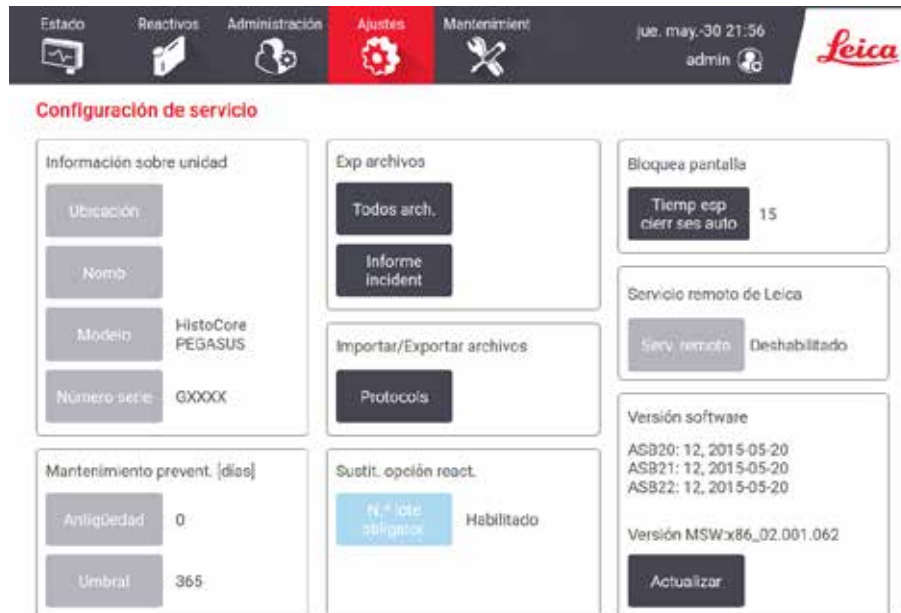 Estado
Reactivos
Administración
Ajustes
Mantenimient
jue. may.-30 21:56
admin
Leica
Configuración de servicio
Información sobre unidad
Ubicación
Nomb
Modelo
HistoCore
PEGASUS
Número serie
GXXXX
Mantenimiento prevent. [días]
Antigüedad
0
Umbral
365
Exp archivos
Todos arch.
Informe
incident
Importar/Exportar archivos
Protocols
Sustit. opción react.
N.º lote
obligator
Habilitado
Bloquea pantalla
Tiemp esp
cierr ses auto
15
Servicio remoto de Leica
Serv. remoto
Deshabilitado
Versión software
ASB20: 12, 2015-05-20
ASB21: 12, 2015-05-20
ASB22: 12, 2015-05-20
Versión MSW:x86_02.001.062
Actualizar